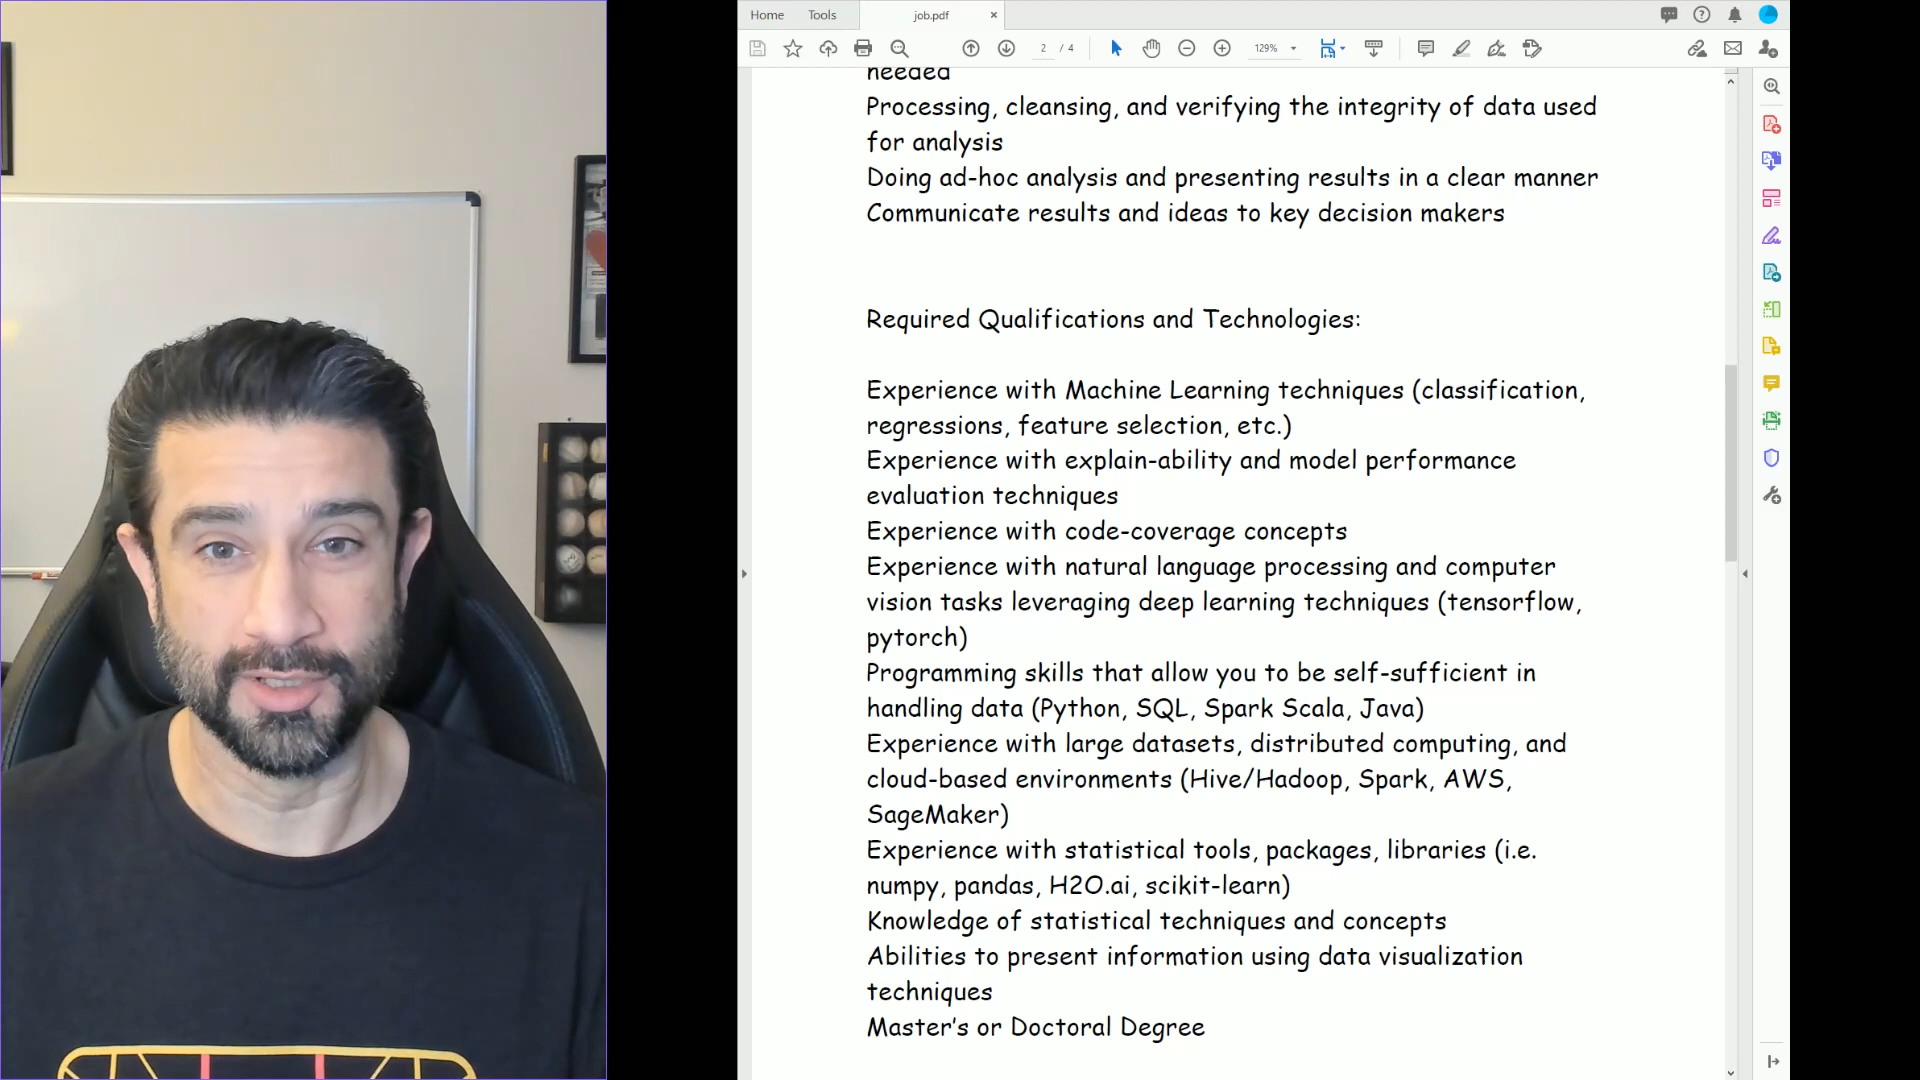 Home Tools job.pdf
2 / 4 129%
needed
Processing, cleansing, and verifying the integrity of data used
for analysis
Doing ad-hoc analysis and presenting results in a clear manner
Communicate results and ideas to key decision makers
Required Qualifications and Technologies:
Experience with Machine Learning techniques (classification,
regressions, feature selection, etc.)
Experience with explain-ability and model performance
evaluation techniques
Experience with code-coverage concepts
Experience with natural language processing and computer
vision tasks leveraging deep learning techniques (tensorflow,
pytorch)
Programming skills that allow you to be self-sufficient in
handling data (Python, SQL, Spark Scala, Java)
Experience with large datasets, distributed computing, and
cloud-based environments (Hive/Hadoop, Spark, AWS,
SageMaker)
Experience with statistical tools, packages, libraries (i.e.
numpy, pandas, H2O.ai, scikit-learn)
Knowledge of statistical techniques and concepts
Abilities to present information using data visualization
techniques
Master's or Doctoral Degree